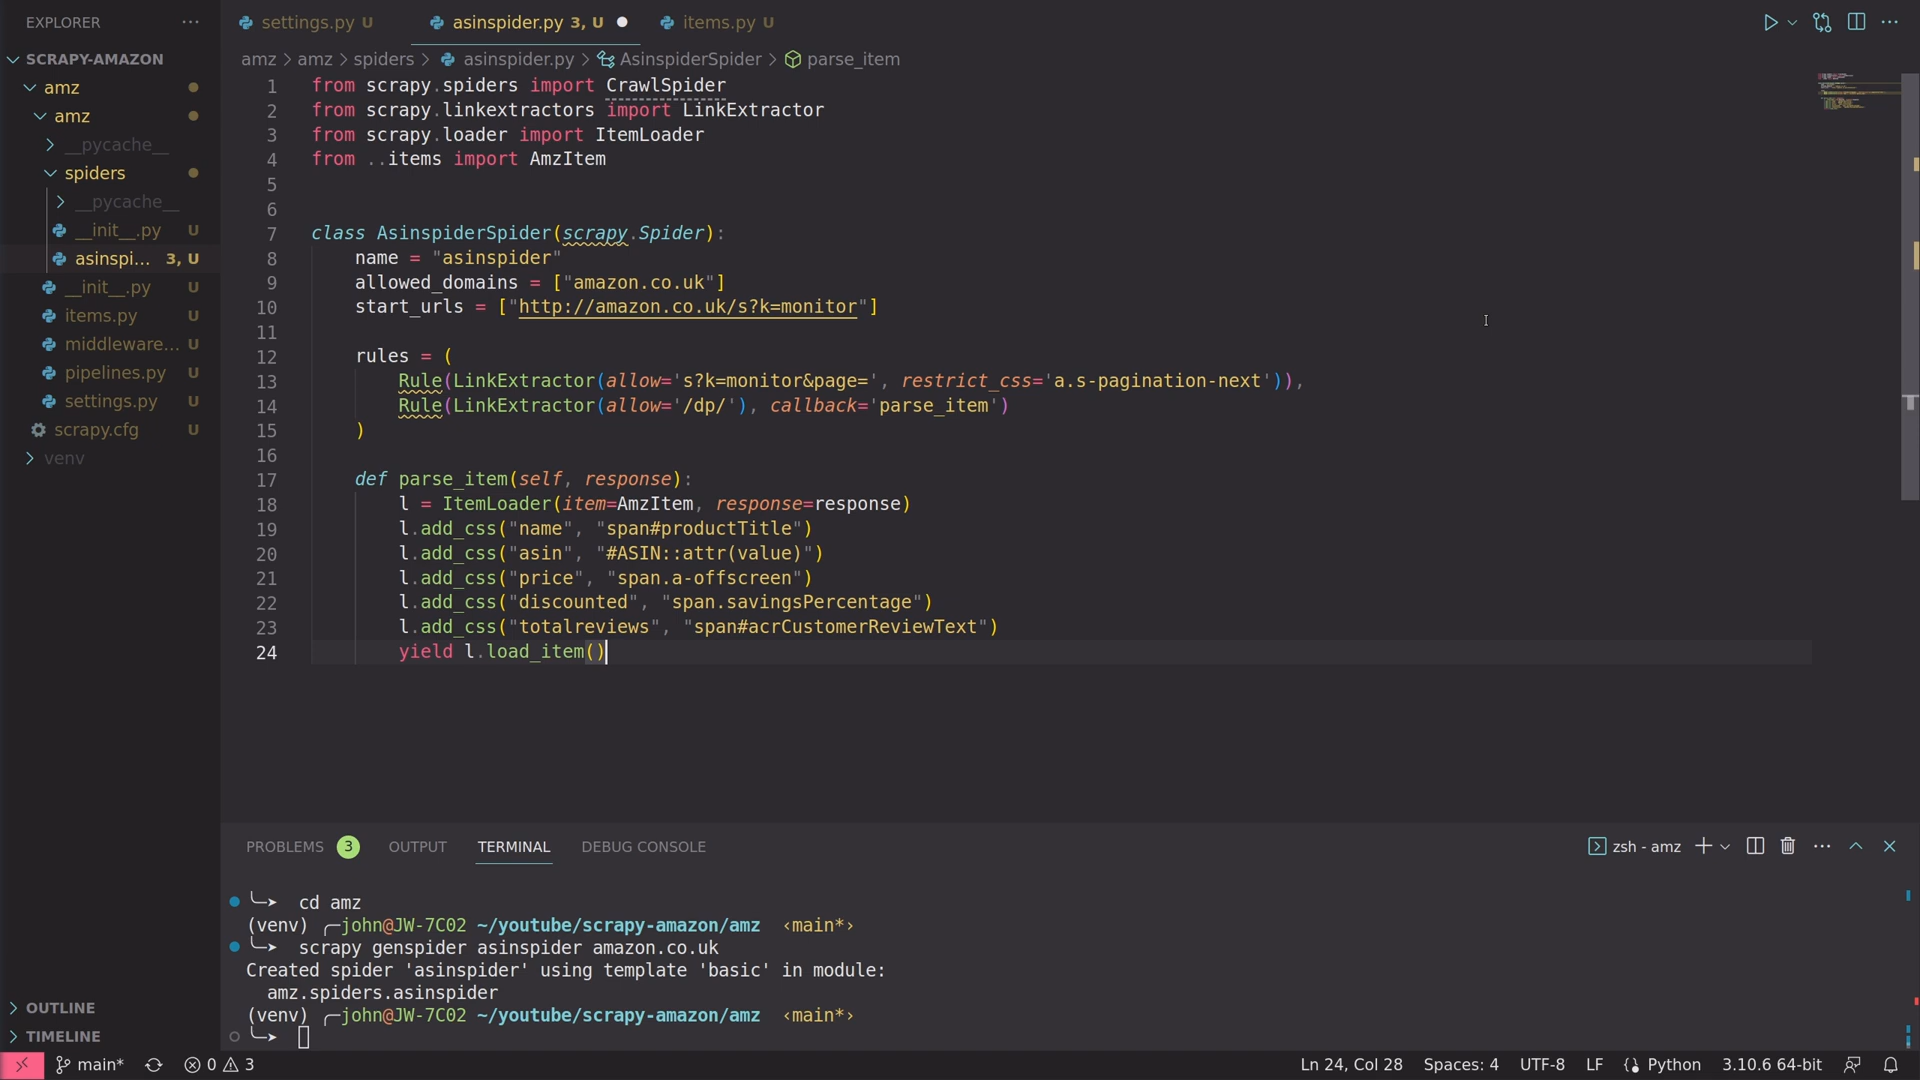 EXPLORER ···
settings.py U
asinspider.py 3, U
items.py U
SCRAPY-AMAZON
amz
amz
__pycache__
spiders
__pycache__
__init__.py U
asinspi... 3, U
__init__.py U
items.py U
middleware... U
pipelines.py U
settings.py U
scrapy.cfg U
venv
OUTLINE
TIMELINE
amz > amz > spiders > asinspider.py > AsinspiderSpider > parse_item
1 from scrapy.spiders import CrawlSpider
2 from scrapy.linkextractors import LinkExtractor
3 from scrapy.loader import ItemLoader
4 from ..items import AmzItem
5
6
7 class AsinspiderSpider(scrapy.Spider):
8     name = "asinspider"
9     allowed_domains = ["amazon.co.uk"]
10     start_urls = ["http://amazon.co.uk/s?k=monitor"]
11
12     rules = (
13         Rule(LinkExtractor(allow='s?k=monitor&page=', restrict_css='a.s-pagination-next')),
14         Rule(LinkExtractor(allow='/dp/'), callback='parse_item')
15     )
16
17     def parse_item(self, response):
18         l = ItemLoader(item=AmzItem, response=response)
19         l.add_css("name", "span#productTitle")
20         l.add_css("asin", "#ASIN::attr(value)")
21         l.add_css("price", "span.a-offscreen")
22         l.add_css("discounted", "span.savingsPercentage")
23         l.add_css("totalreviews", "span#acrCustomerReviewText")
24         yield l.load_item()
PROBLEMS 3 OUTPUT TERMINAL DEBUG CONSOLE
zsh - amz
╰─➤ cd amz
(venv) ╭─john@JW-7C02 ~/youtube/scrapy-amazon/amz ‹main*›
╰─➤ scrapy genspider asinspider amazon.co.uk
Created spider 'asinspider' using template 'basic' in module:
  amz.spiders.asinspider
(venv) ╭─john@JW-7C02 ~/youtube/scrapy-amazon/amz ‹main*›
╰─➤
main* 0 3 Ln 24, Col 28 Spaces: 4 UTF-8 LF Python 3.10.6 64-bit